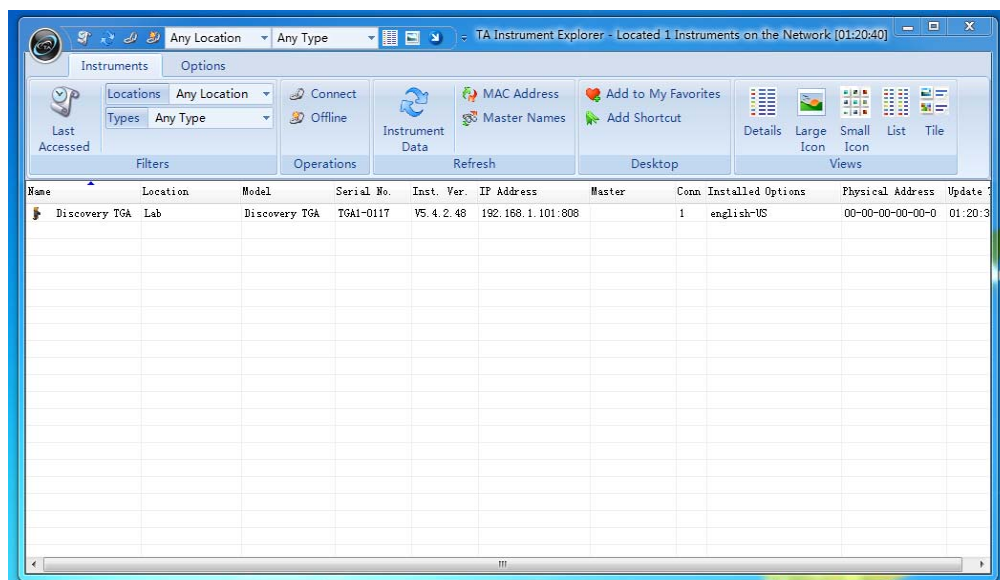 Any Location Any Type TA Instrument Explorer - Located 1 Instruments on the Network [01:20:40]
Instruments Options
Last Accessed
Locations Any Location
Types Any Type
Filters
Connect
Offline
Operations
Instrument Data
MAC Address
Master Names
Refresh
Add to My Favorites
Add Shortcut
Desktop
Details
Large Icon
Small Icon
List
Tile
Views
Name Location Model Serial No. Inst. Ver. IP Address Master Conn Installed Options Physical Address Update
Discovery TGA Lab Discovery TGA TGA1-0117 V5.4.2.48 192.168.1.101:808 1 english-US 00-00-00-00-00-0 01:20:3